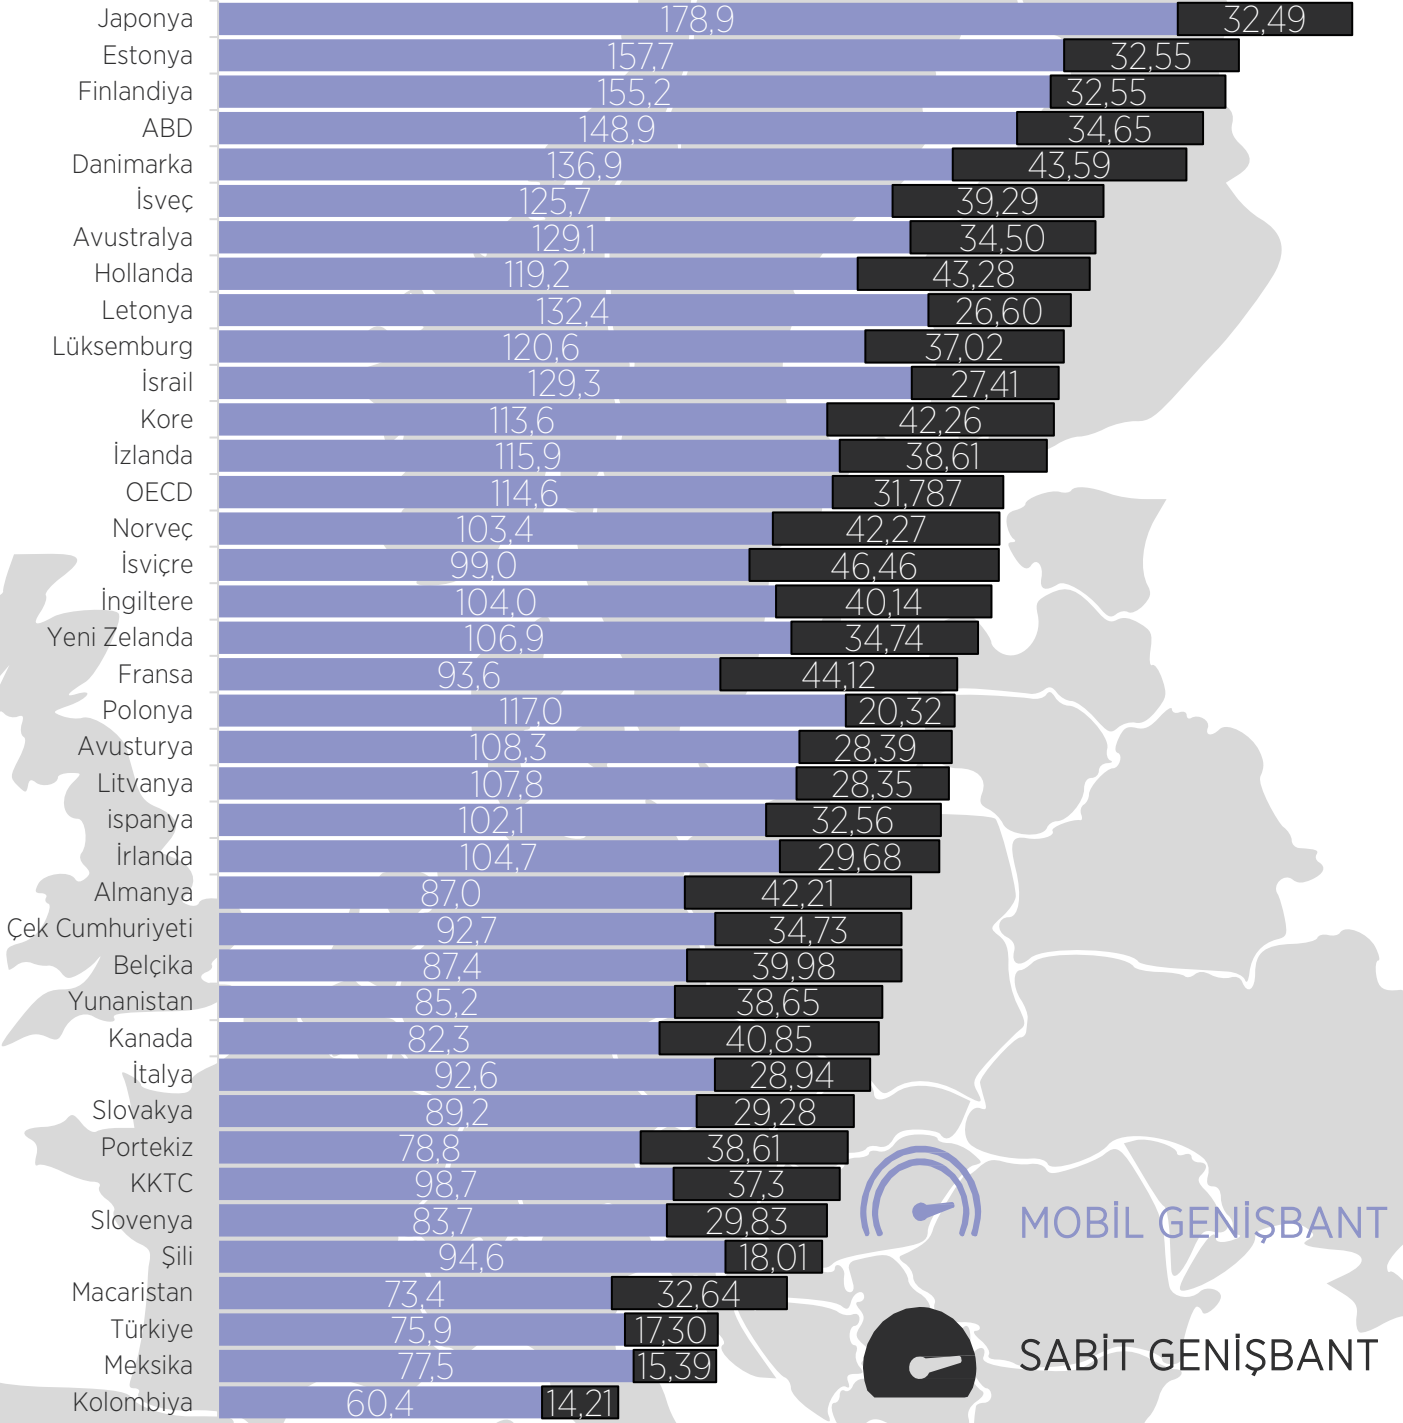 Japonya 178,9 32,49
Estonya 157,7 32,55
Finlandiya 155,2 32,55
ABD 148,9 34,65
Danimarka 136,9 43,59
İsveç 125,7 39,29
Avustralya 129,1 34,50
Hollanda 119,2 43,28
Letonya 132,4 26,60
Lüksemburg 120,6 37,02
İsrail 129,3 27,41
Kore 113,6 42,26
İzlanda 115,9 38,61
OECD 114,6 31,787
Norveç 103,4 42,27
İsviçre 99,0 46,46
İngiltere 104,0 40,14
Yeni Zelanda 106,9 34,74
Fransa 93,6 44,12
Polonya 117,0 20,32
Avusturya 108,3 28,39
Litvanya 107,8 28,35
ispanya 102,1 32,56
İrlanda 104,7 29,68
Almanya 87,0 42,21
Çek Cumhuriyeti 92,7 34,73
Belçika 87,4 39,98
Yunanistan 85,2 38,65
Kanada 82,3 40,85
İtalya 92,6 28,94
Slovakya 89,2 29,28
Portekiz 78,8 38,61
KKTC 98,7 37,3
Slovenya 83,7 29,83
MOBİL GENİŞBANT
Şili 94,6 18,01
Macaristan 73,4 32,64
Türkiye 75,9 17,30
SABİT GENİŞBANT
Meksika 77,5 15,39
Kolombiya 60,4 14,21